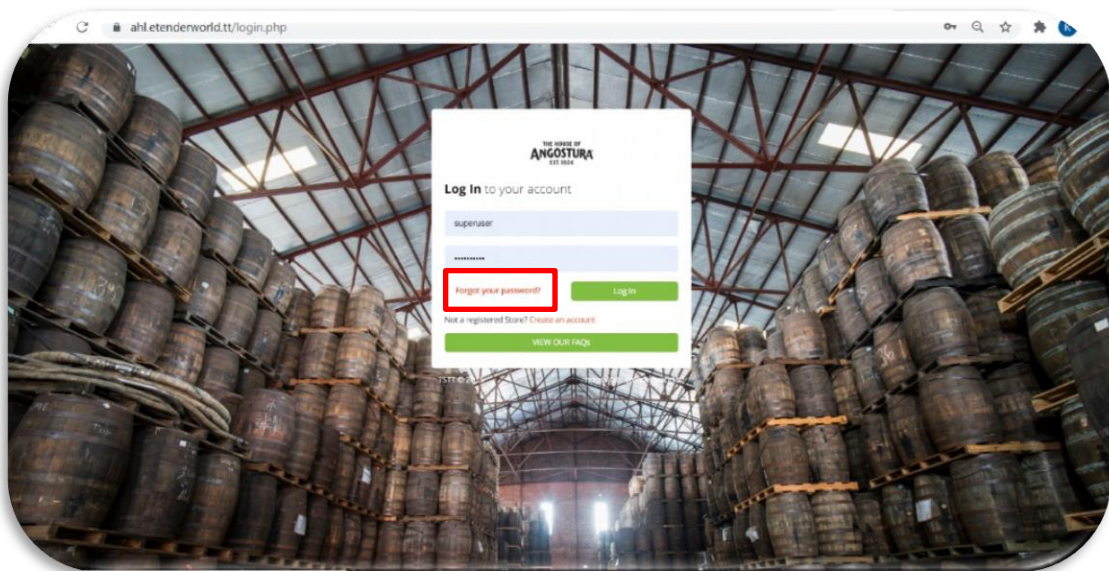 ahl.etenderworld.tt/login.php
THE HOUSE OF
ANGOSTURA
EST. 1824
Log In to your account
superuser
••••••••••
Forgot your password?
Log In
Not a registered Store? Create an account
VIEW OUR FAQs
TSTT ©